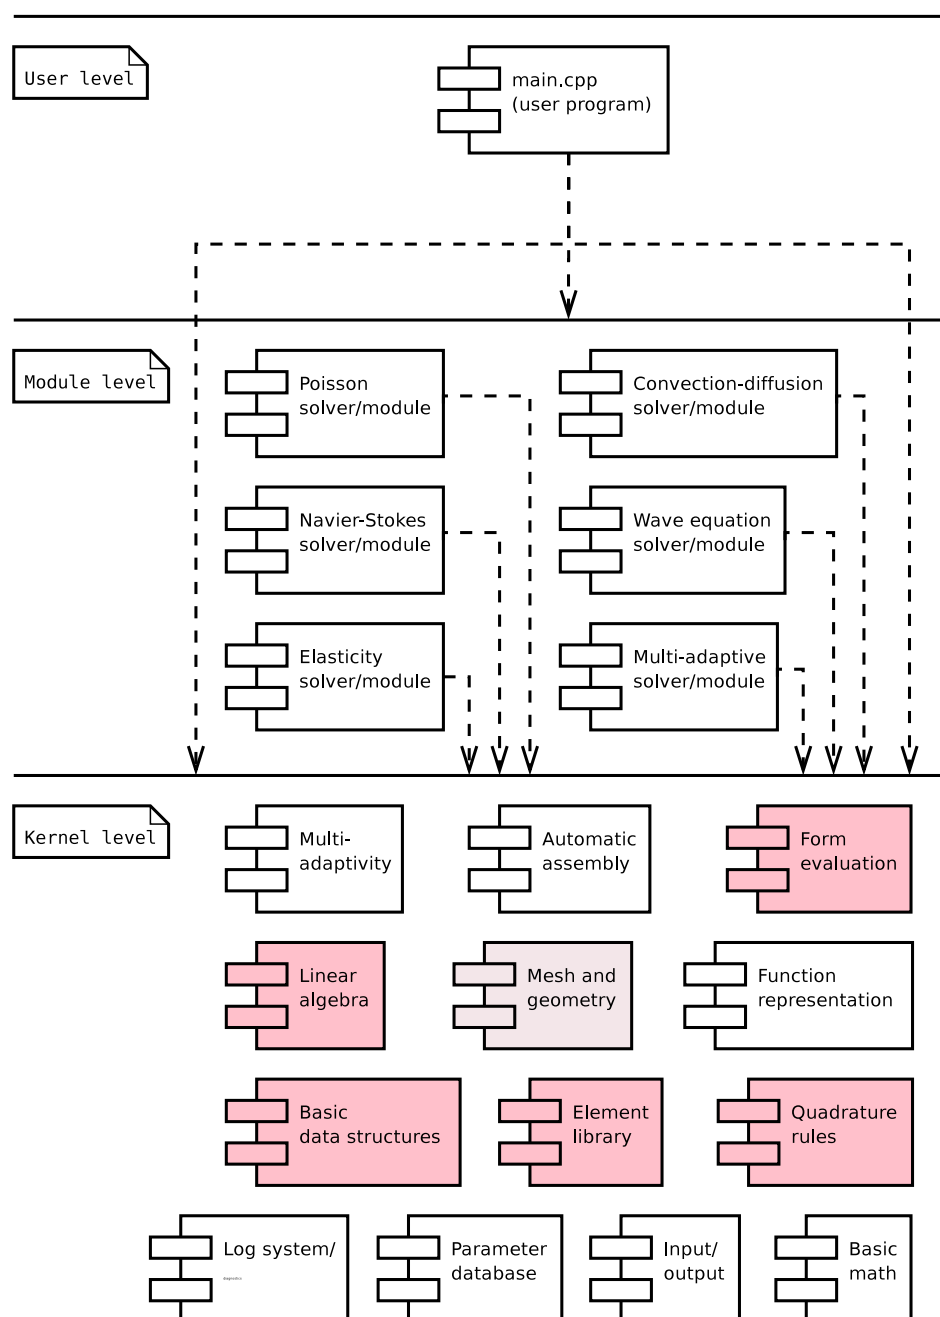 User level
main.cpp
(user program)
Module level
Poisson
solver/module
Convection-diffusion
solver/module
Navier-Stokes
solver/module
Wave equation
solver/module
Elasticity
solver/module
Multi-adaptive
solver/module
Kernel level
Multi-
adaptivity
Automatic
assembly
Form
evaluation
Linear
algebra
Mesh and
geometry
Function
representation
Basic
data structures
Element
library
Quadrature
rules
Log system/
diagnostics
Parameter
database
Input/
output
Basic
math